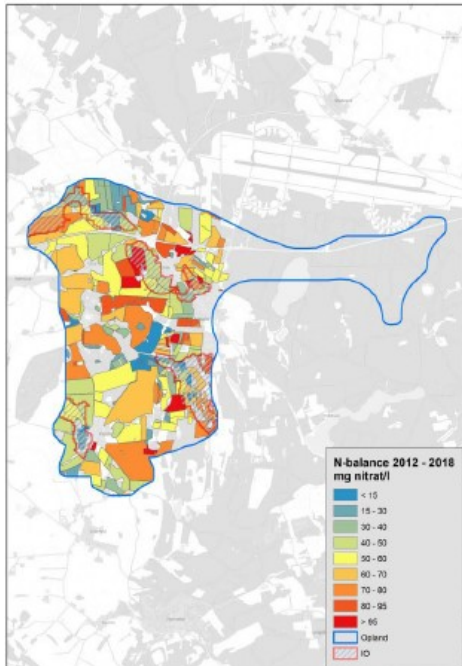 N-balance 2012 - 2018
mg nitrat/l
< 15
15 - 30
30 - 40
40 - 50
50 - 60
60 - 70
70 - 80
80 - 95
> 95
Opland
IO